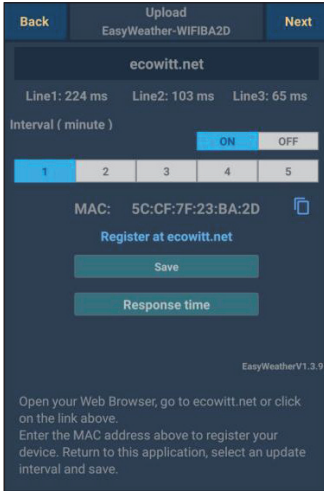 Back Upload Next
EasyWeather-WIFIBA2D
ecowitt.net
Line1: 224 ms Line2: 103 ms Line3: 65 ms
Interval ( minute )
ON OFF
1 2 3 4 5
MAC: 5C:CF:7F:23:BA:2D
Register at ecowitt.net
Save
Response time
EasyWeatherV1.3.9
Open your Web Browser, go to ecowitt.net or click
on the link above.
Enter the MAC address above to register your
device. Return to this application, select an update
interval and save.